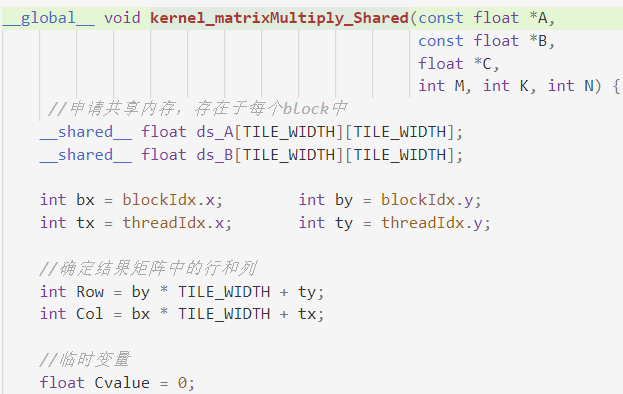 __global__ void kernel_matrixMultiply_Shared(const float *A,
const float *B,
float *C,
int M, int K, int N) {
//申请共享内存，存在于每个block中
__shared__ float ds_A[TILE_WIDTH][TILE_WIDTH];
__shared__ float ds_B[TILE_WIDTH][TILE_WIDTH];
int bx = blockIdx.x; int by = blockIdx.y;
int tx = threadIdx.x; int ty = threadIdx.y;
//确定结果矩阵中的行和列
int Row = by * TILE_WIDTH + ty;
int Col = bx * TILE_WIDTH + tx;
//临时变量
float Cvalue = 0;